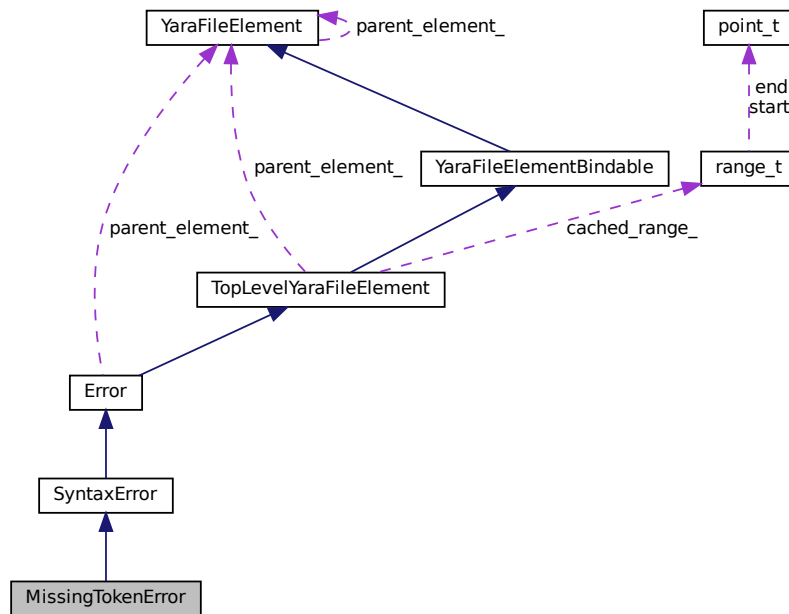 YaraFileElement
parent_element_
point_t
end
start
YaraFileElementBindable
range_t
parent_element_
parent_element_
cached_range_
TopLevelYaraFileElement
Error
SyntaxError
MissingTokenError